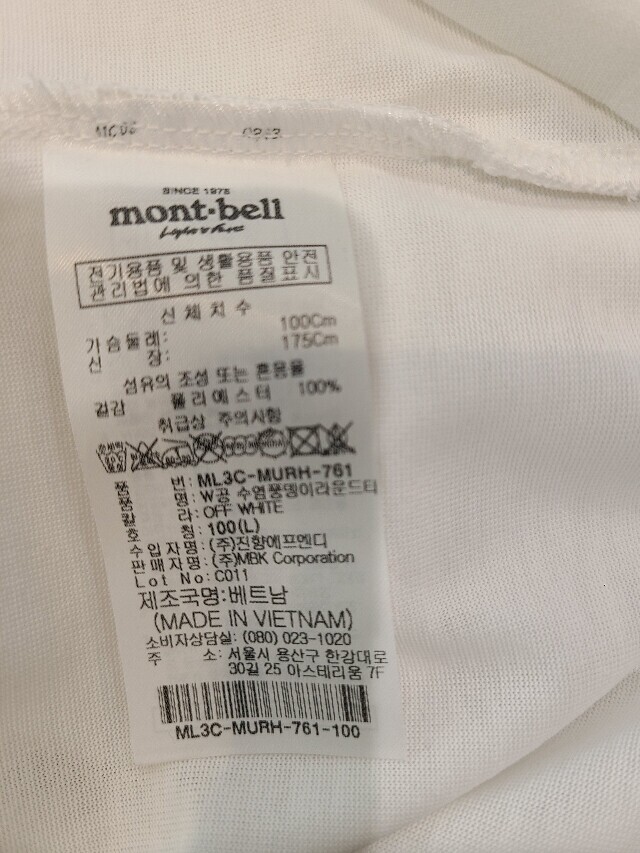 SINCE 1975
mont·bell
Light & Fast
전기용품 및 생활용품 안전
관리법에 의한 품질표시
신체치수
가슴둘레: 100Cm
신 장: 175Cm
섬유의 조성 또는 혼용율
겉감 폴리에스터 100%
취급상 주의사항
품 번: ML3C-MURH-761
품 명: W공 수염풍뎅이라운드티
칼 라: OFF WHITE
호 칭: 100(L)
수입자명: (주)진향에프엔디
판매자명: (주)MBK Corporation
Lot No: C011
제조국명: 베트남
(MADE IN VIETNAM)
소비자상담실: (080) 023-1020
주 소: 서울시 용산구 한강대로
30길 25 아스테리움 7F
ML3C-MURH-761-100